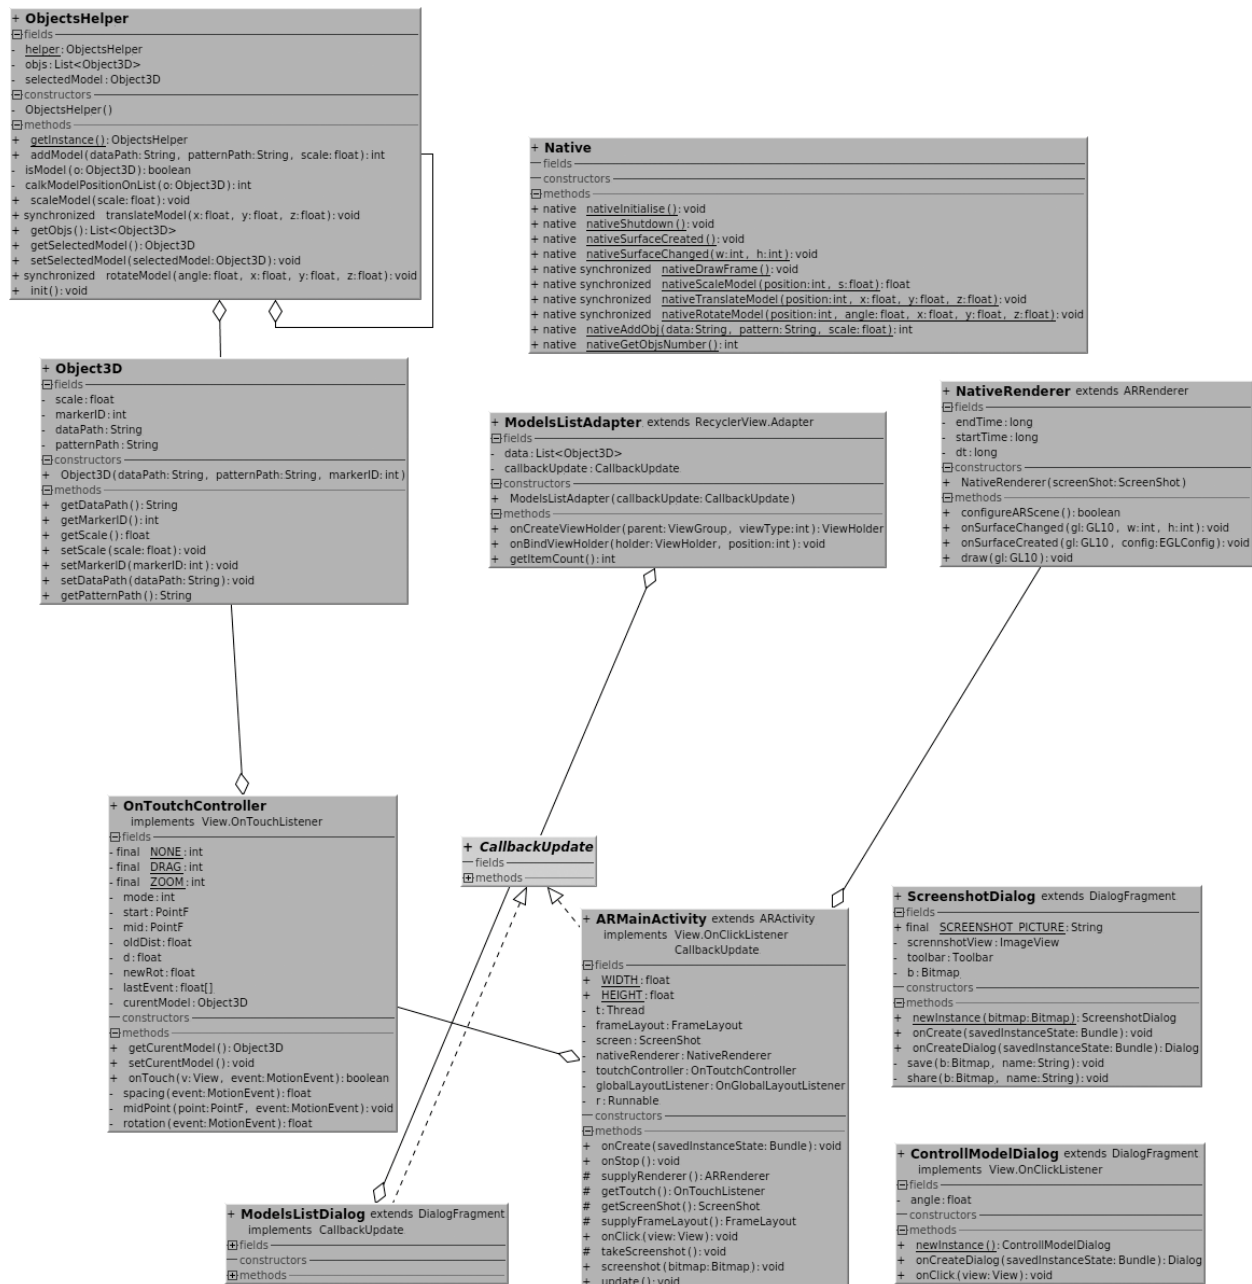 + ObjectsHelper
fields
- helper:ObjectsHelper
- objs:List<Object3D>
- selectedModel:Object3D
constructors
- ObjectsHelper()
methods
+ getInstance():ObjectsHelper
+ addModel(dataPath:String, patternPath:String, scale:float):int
- isModel(o:Object3D):boolean
- calkModelPositionOnList(o:Object3D):int
+ scaleModel(scale:float):void
+ synchronized translateModel(x:float, y:float, z:float):void
+ getObjs():List<Object3D>
+ getSelectedModel():Object3D
+ setSelectedModel(selectedModel:Object3D):void
+ synchronized rotateModel(angle:float, x:float, y:float, z:float):void
+ init():void
+ Native
fields
constructors
methods
+ native nativeInitialise():void
+ native nativeShutdown():void
+ native nativeSurfaceCreated():void
+ native nativeSurfaceChanged(w:int, h:int):void
+ native synchronized nativeDrawFrame():void
+ native synchronized nativeScaleModel(position:int, s:float):float
+ native synchronized nativeTranslateModel(position:int, x:float, y:float, z:float):void
+ native synchronized nativeRotateModel(position:int, angle:float, x:float, y:float, z:float):void
+ native nativeAddObj(data:String, pattern:String, scale:float):int
+ native nativeGetObjsNumber():int
+ Object3D
fields
- scale:float
- markerID:int
- dataPath:String
- patternPath:String
constructors
+ Object3D(dataPath:String, patternPath:String, markerID:int)
methods
+ getDataPath():String
+ getMarkerID():int
+ getScale():float
+ setScale(scale:float):void
+ setMarkerID(markerID:int):void
+ setDataPath(dataPath:String):void
+ getPatternPath():String
+ ModelsListAdapter extends RecyclerView.Adapter
fields
- data:List<Object3D>
- callbackUpdate:CallbackUpdate
constructors
+ ModelsListAdapter(callbackUpdate:CallbackUpdate)
methods
+ onCreateViewHolder(parent:ViewGroup, viewType:int):ViewHolder
+ onBindViewHolder(holder:ViewHolder, position:int):void
+ getItemCount():int
+ NativeRenderer extends ARRenderer
fields
- endTime:long
- startTime:long
- dt:long
constructors
+ NativeRenderer(screenShot:ScreenShot)
methods
+ configureARScene():boolean
+ onSurfaceChanged(gl:GL10, w:int, h:int):void
+ onSurfaceCreated(gl:GL10, config:EGLConfig):void
+ draw(gl:GL10):void
+ OnToutchController
implements View.OnTouchListener
fields
- final NONE:int
- final DRAG:int
- final ZOOM:int
- mode:int
- start:PointF
- mid:PointF
- oldDist:float
- d:float
- newRot:float
- lastEvent:float[]
- curentModel:Object3D
constructors
methods
+ getCurentModel():Object3D
+ setCurentModel():void
+ onTouch(v:View, event:MotionEvent):boolean
- spacing(event:MotionEvent):float
- midPoint(point:PointF, event:MotionEvent):void
- rotation(event:MotionEvent):float
+ CallbackUpdate
fields
methods
+ ARMainActivity extends ARActivity
implements View.OnClickListener
CallbackUpdate
fields
+ WIDTH:float
+ HEIGHT:float
- t:Thread
- frameLayout:FrameLayout
- screen:ScreenShot
- nativeRenderer:NativeRenderer
- toutchController:OnToutchController
- globalLayoutListener:OnGlobalLayoutListener
- r:Runnable
constructors
methods
+ onCreate(savedInstanceState:Bundle):void
+ onStop():void
# supplyRenderer():ARRenderer
# getToutch():OnTouchListener
# getScreenShot():ScreenShot
# supplyFrameLayout():FrameLayout
+ onClick(view:View):void
# takeScreenshot():void
+ screenshot(bitmap:Bitmap):void
+ update():void
+ ScreenshotDialog extends DialogFragment
fields
+ final SCREENSHOT_PICTURE:String
- scrennshotView:ImageView
- toolbar:Toolbar
- b:Bitmap
constructors
methods
+ newInstance(bitmap:Bitmap):ScreenshotDialog
+ onCreate(savedInstanceState:Bundle):void
+ onCreateDialog(savedInstanceState:Bundle):Dialog
- save(b:Bitmap, name:String):void
- share(b:Bitmap, name:String):void
+ ControllModelDialog extends DialogFragment
implements View.OnClickListener
fields
- angle:float
constructors
methods
+ newInstance():ControllModelDialog
+ onCreateDialog(savedInstanceState:Bundle):Dialog
+ onClick(view:View):void
+ ModelsListDialog extends DialogFragment
implements CallbackUpdate
fields
constructors
methods